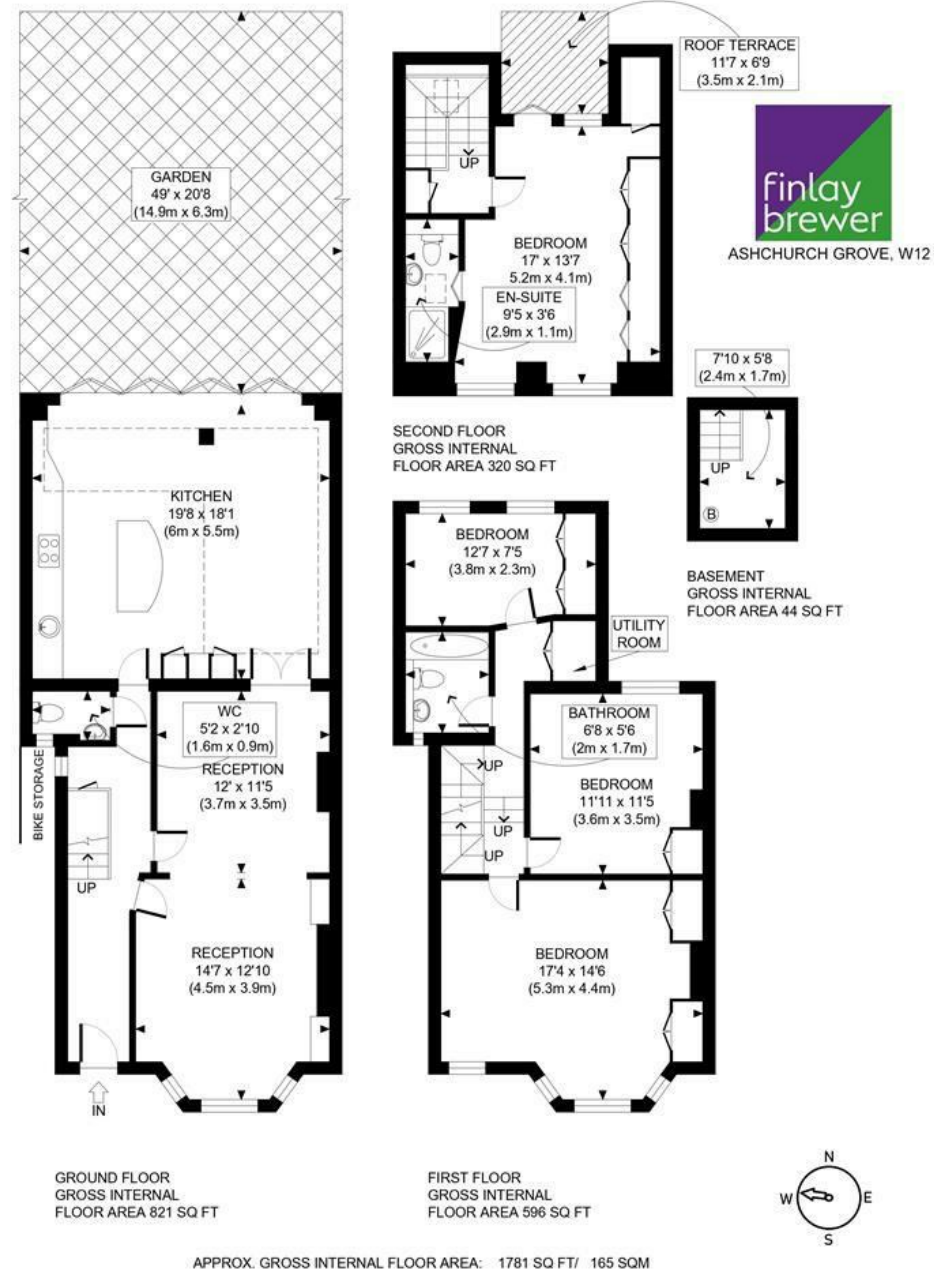 ROOF TERRACE
11'7 x 6'9
(3.5m x 2.1m)
finlay
brewer
ASHCHURCH GROVE, W12
GARDEN
49' x 20'8
(14.9m x 6.3m)
UP
BEDROOM
17' x 13'7
5.2m x 4.1m)
EN-SUITE
9'5 x 3'6
(2.9m x 1.1m)
SECOND FLOOR
GROSS INTERNAL
FLOOR AREA 320 SQ FT
7'10 x 5'8
(2.4m x 1.7m)
UP
B
BASEMENT
GROSS INTERNAL
FLOOR AREA 44 SQ FT
KITCHEN
19'8 x 18'1
(6m x 5.5m)
WC
5'2 x 2'10
(1.6m x 0.9m)
RECEPTION
12' x 11'5
(3.7m x 3.5m)
BIKE STORAGE
UP
RECEPTION
14'7 x 12'10
(4.5m x 3.9m)
IN
GROUND FLOOR
GROSS INTERNAL
FLOOR AREA 821 SQ FT
BEDROOM
12'7 x 7'5
(3.8m x 2.3m)
UTILITY
ROOM
BATHROOM
6'8 x 5'6
(2m x 1.7m)
BEDROOM
11'11 x 11'5
(3.6m x 3.5m)
UP
UP
UP
BEDROOM
17'4 x 14'6
(5.3m x 4.4m)
FIRST FLOOR
GROSS INTERNAL
FLOOR AREA 596 SQ FT
N
W
E
S
APPROX. GROSS INTERNAL FLOOR AREA: 1781 SQ FT/ 165 SQM